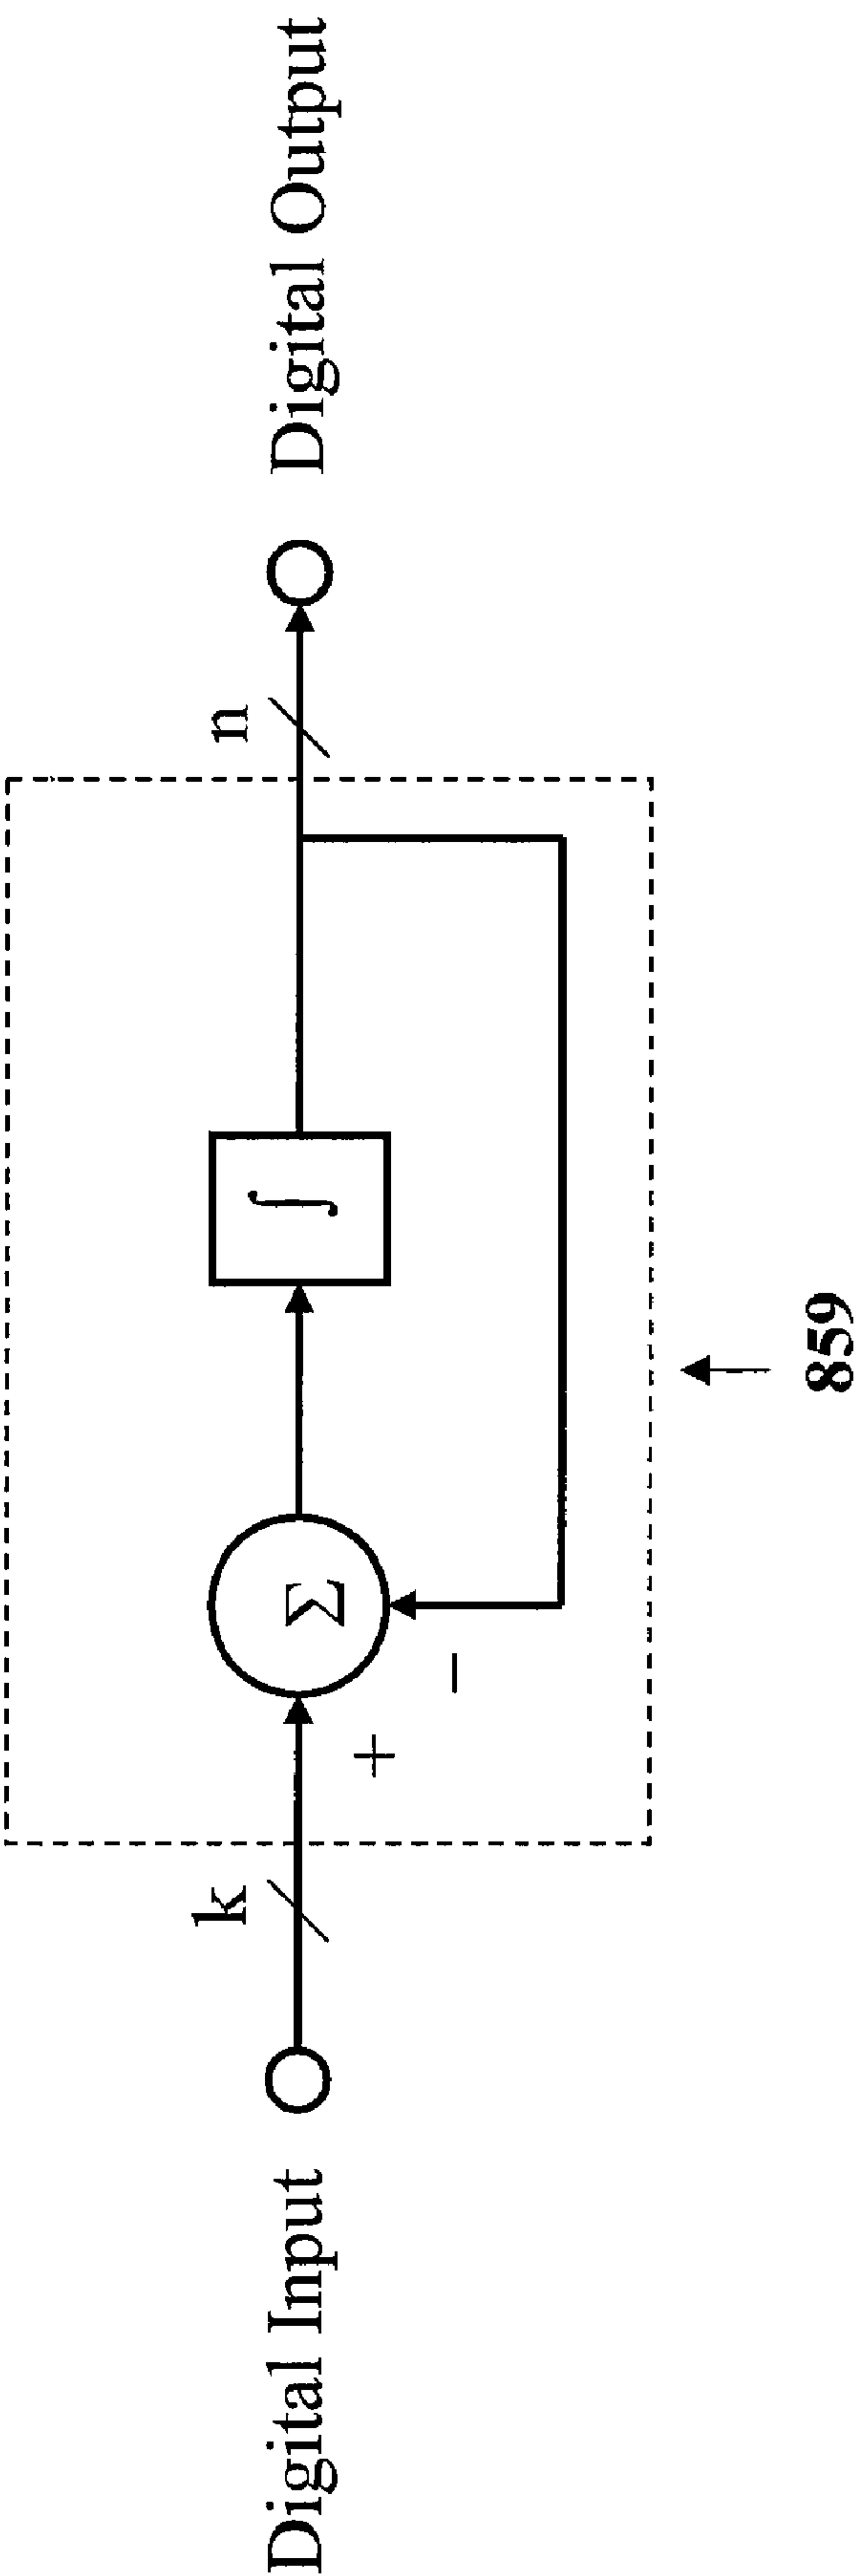 Digital Input
k
+
−
Σ
∫
n
Digital Output
859